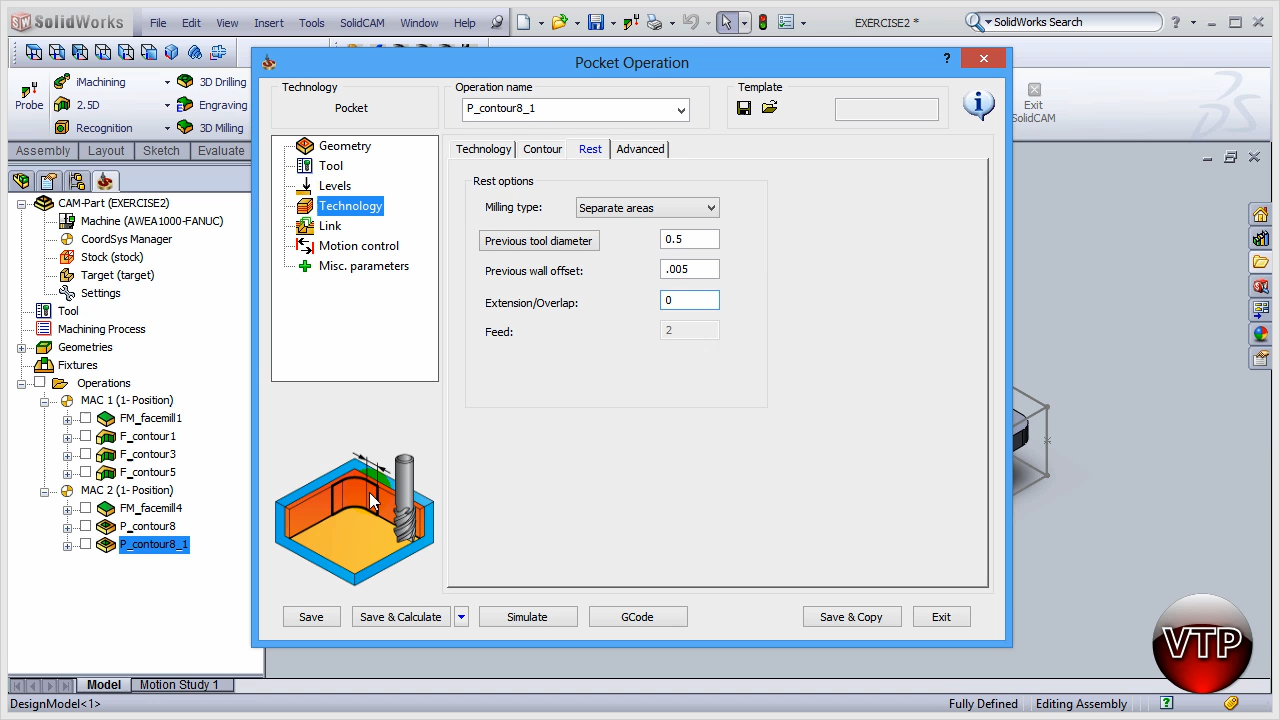 SolidWorks File Edit View Insert Tools SolidCAM Window Help EXERCISE2 * SolidWorks Search ?
Pocket Operation ?
Probe
iMachining
2.5D
Recognition
3D Drilling
Engraving
3D Milling
Exit
SolidCAM
Assembly Layout Sketch Evaluate
Technology
Pocket
Operation name
P_contour8_1
Template
CAM-Part (EXERCISE2)
Machine (AWEA1000-FANUC)
CoordSys Manager
Stock (stock)
Target (target)
Settings
Tool
Machining Process
Geometries
Fixtures
Operations
MAC 1 (1- Position)
FM_facemill1
F_contour1
F_contour3
F_contour5
MAC 2 (1- Position)
FM_facemill4
P_contour8
P_contour8_1
Geometry
Tool
Levels
Technology
Link
Motion control
Misc. parameters
Technology Contour Rest Advanced
Rest options
Milling type: Separate areas
Previous tool diameter 0.5
Previous wall offset: .005
Extension/Overlap: 0
Feed: 2
Save Save & Calculate Simulate GCode Save & Copy Exit
VTP
Model Motion Study 1
DesignModel<1> Fully Defined Editing Assembly ?